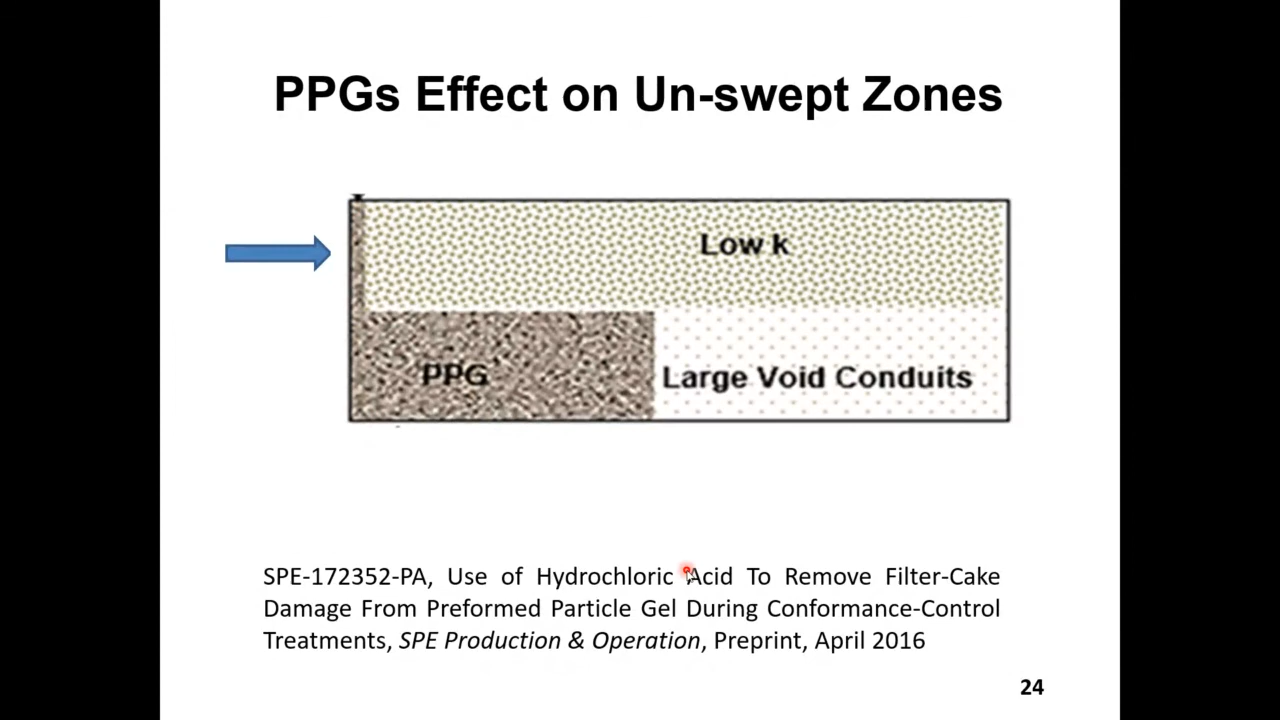 PPGs Effect on Un-swept Zones
Low k
PPG
Large Void Conduits
SPE-172352-PA, Use of Hydrochloric Acid To Remove Filter-Cake
Damage From Preformed Particle Gel During Conformance-Control
Treatments, SPE Production & Operation, Preprint, April 2016
24